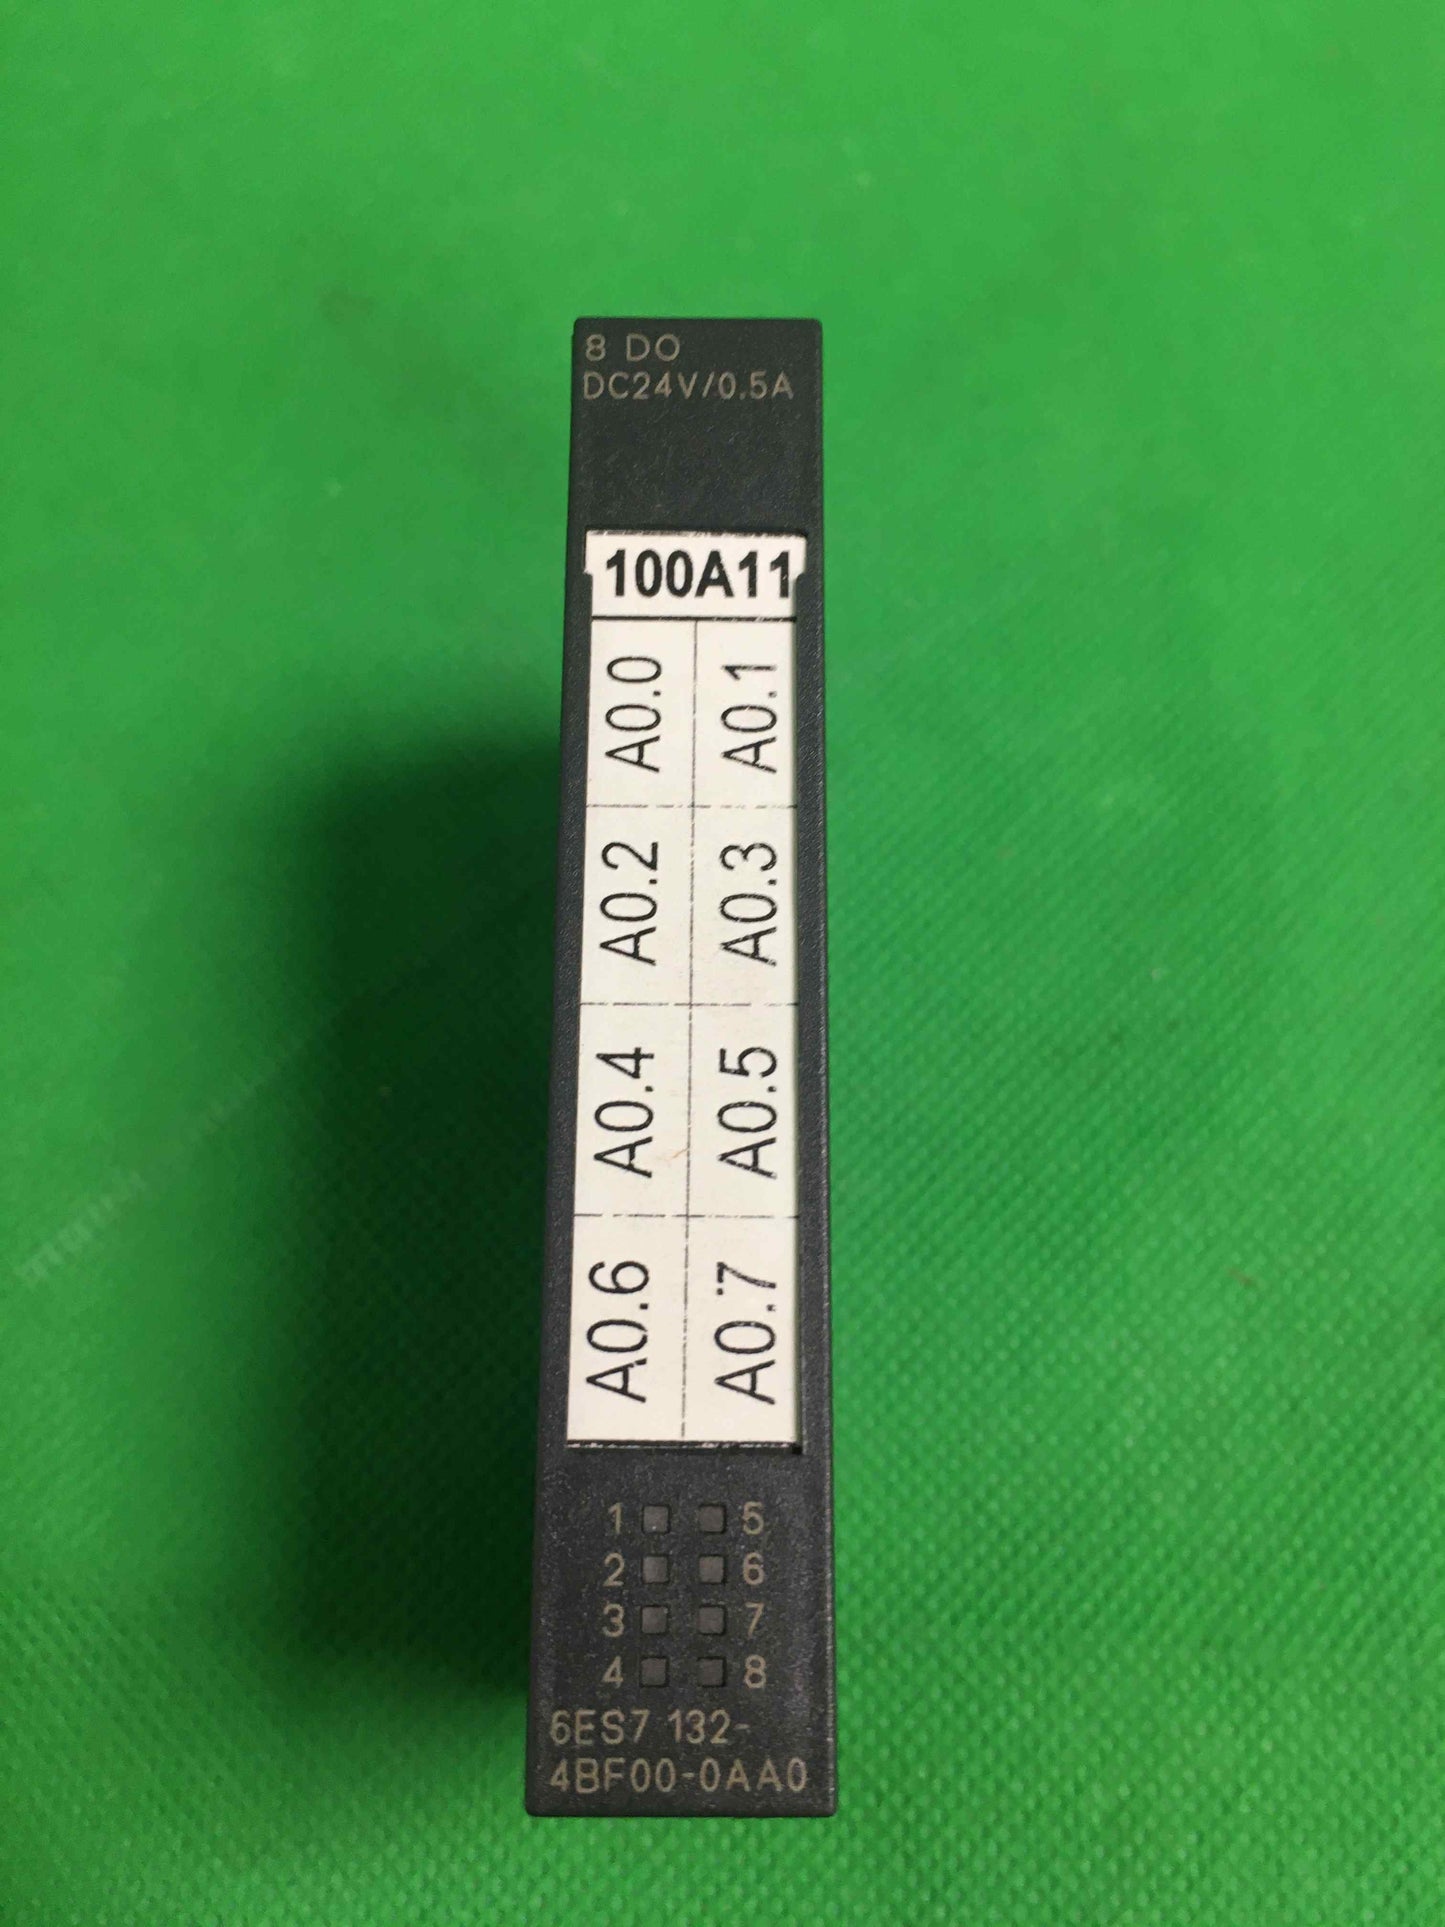 8 DO
DC24V/0.5A
100A11
A0.0 A0.1
A0.2 A0.3
A0.4 A0.5
A0.6 A0.7
1 5
2 6
3 7
4 8
6ES7 132-
4BF00-0AA0